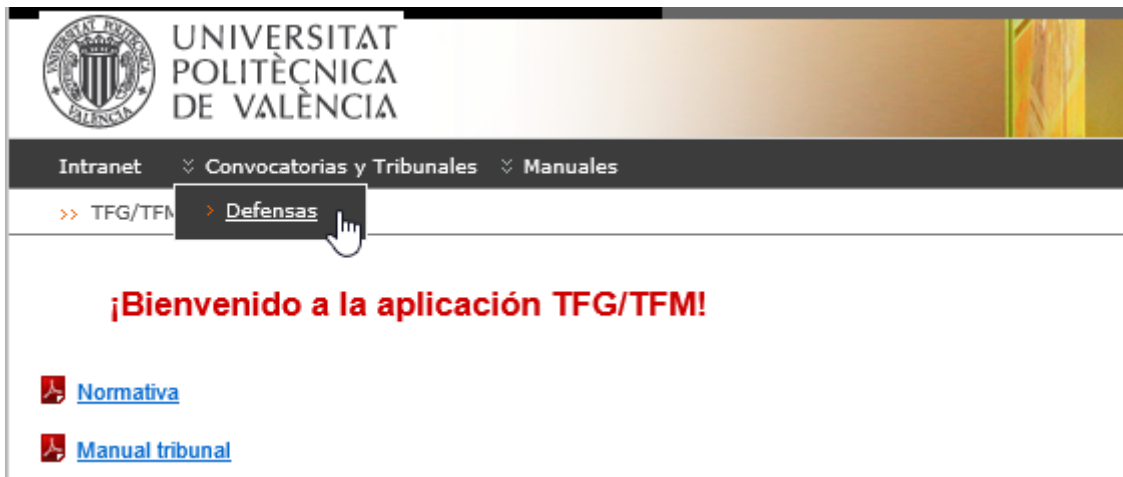 UNIVERSITAT
POLITÈCNICA
DE VALÈNCIA
Intranet Convocatorias y Tribunales Manuales
>> TFG/TFM > Defensas
¡Bienvenido a la aplicación TFG/TFM!
Normativa
Manual tribunal